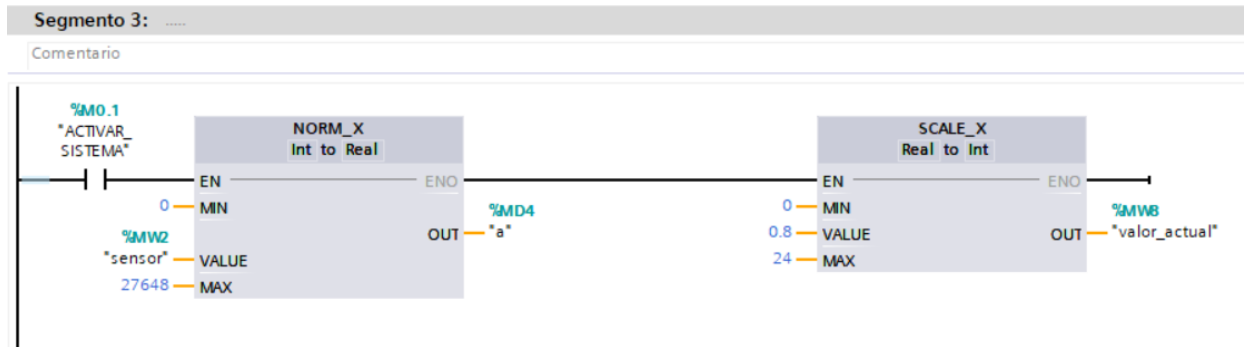 Segmento 3: .....
Comentario
%M0.1
"ACTIVAR_
SISTEMA"
NORM_X
Int to Real
EN
ENO
0
MIN
%MD4
OUT
"a"
%MW2
"sensor"
VALUE
27648
MAX
SCALE_X
Real to Int
EN
ENO
0
MIN
%MW8
0.8
VALUE
OUT
"valor_actual"
24
MAX